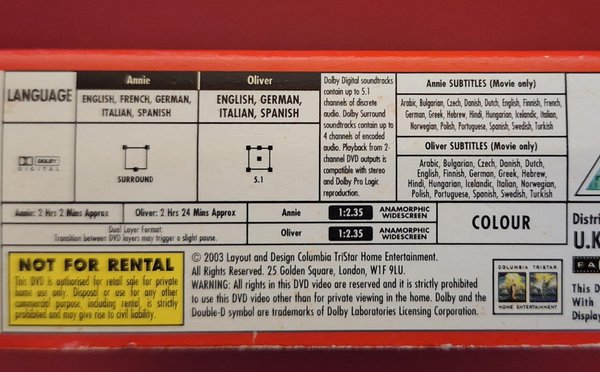 LANGUAGE
Annie
ENGLISH, FRENCH, GERMAN,
ITALIAN, SPANISH
Oliver
ENGLISH, GERMAN,
ITALIAN, SPANISH
DOLBY
DIGITAL
SURROUND
5.1
Dolby Digital soundtracks
contain up to 5.1
channels of discrete
audio. Dolby Surround
soundtracks contain up to
4 channels of encoded
audio. Playback from 2-
channel DVD outputs is
compatible with stereo
and Dolby Pro Logic
reproduction.
Annie SUBTITLES (Movie only)
Arabic, Bulgarian, Czech, Danish, Dutch, English, Finnish, French,
German, Greek, Hebrew, Hindi, Hungarian, Icelandic, Italian,
Norwegian, Polish, Portuguese, Spanish, Swedish, Turkish
Oliver SUBTITLES (Movie only)
Arabic, Bulgarian, Czech, Danish, Dutch,
English, Finnish, German, Greek, Hebrew,
Hindi, Hungarian, Icelandic, Italian, Norwegian,
Polish, Portuguese, Spanish, Swedish, Turkish
Annie: 2 Hrs 2 Mins Approx
Oliver: 2 Hrs 24 Mins Approx
Dual Layer Format:
Transition between DVD layers may trigger a slight pause.
Annie 1:2.35 ANAMORPHIC WIDESCREEN
Oliver 1:2.35 ANAMORPHIC WIDESCREEN
COLOUR
NOT FOR RENTAL
This DVD is authorised for retail sale for private
home use only. Disposal or use for any other
commercial purpose, including rental, is strictly
prohibited and may give rise to civil liability.
© 2003 Layout and Design Columbia TriStar Home Entertainment.
All Rights Reserved. 25 Golden Square, London, W1F 9LU.
WARNING: All rights in this DVD video are reserved and it is strictly prohibited
to use this DVD video other than for private viewing in the home. Dolby and the
Double-D symbol are trademarks of Dolby Laboratories Licensing Corporation.
COLUMBIA TRISTAR
HOME ENTERTAINMENT
Distri
U.K
FA
This D
With
Display